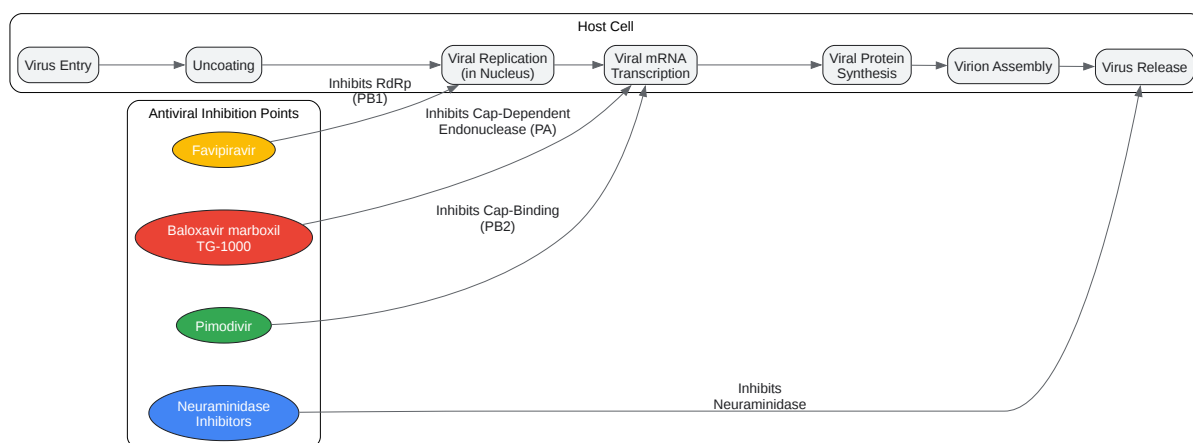 Host Cell
Virus Entry
Uncoating
Viral Replication
(in Nucleus)
Viral mRNA
Transcription
Viral Protein
Synthesis
Virion Assembly
Virus Release
Inhibits RdRp
(PB1)
Antiviral Inhibition Points
Inhibits Cap-Dependent
Endonuclease (PA)
Favipiravir
Baloxavir marboxil
TG-1000
Inhibits Cap-Binding
(PB2)
Pimodivir
Inhibits
Neuraminidase
Neuraminidase
Inhibitors